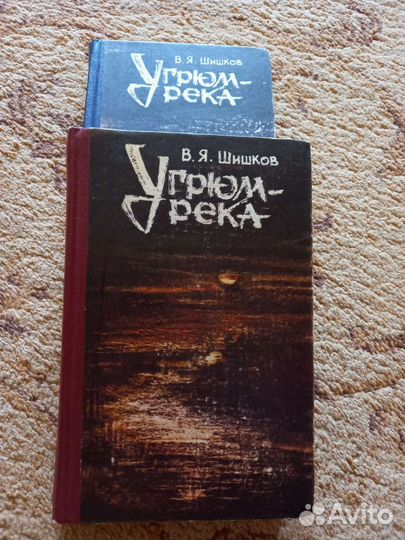 В. Я. Шишков
Угрюм-
река
В. Я. Шишков
Угрюм-
река
Avito